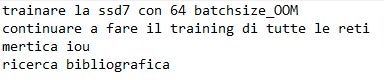 trainare la ssd7 con 64 batchsize_OOM
continuare a fare il training di tutte le reti
mertica iou
ricerca bibliografica